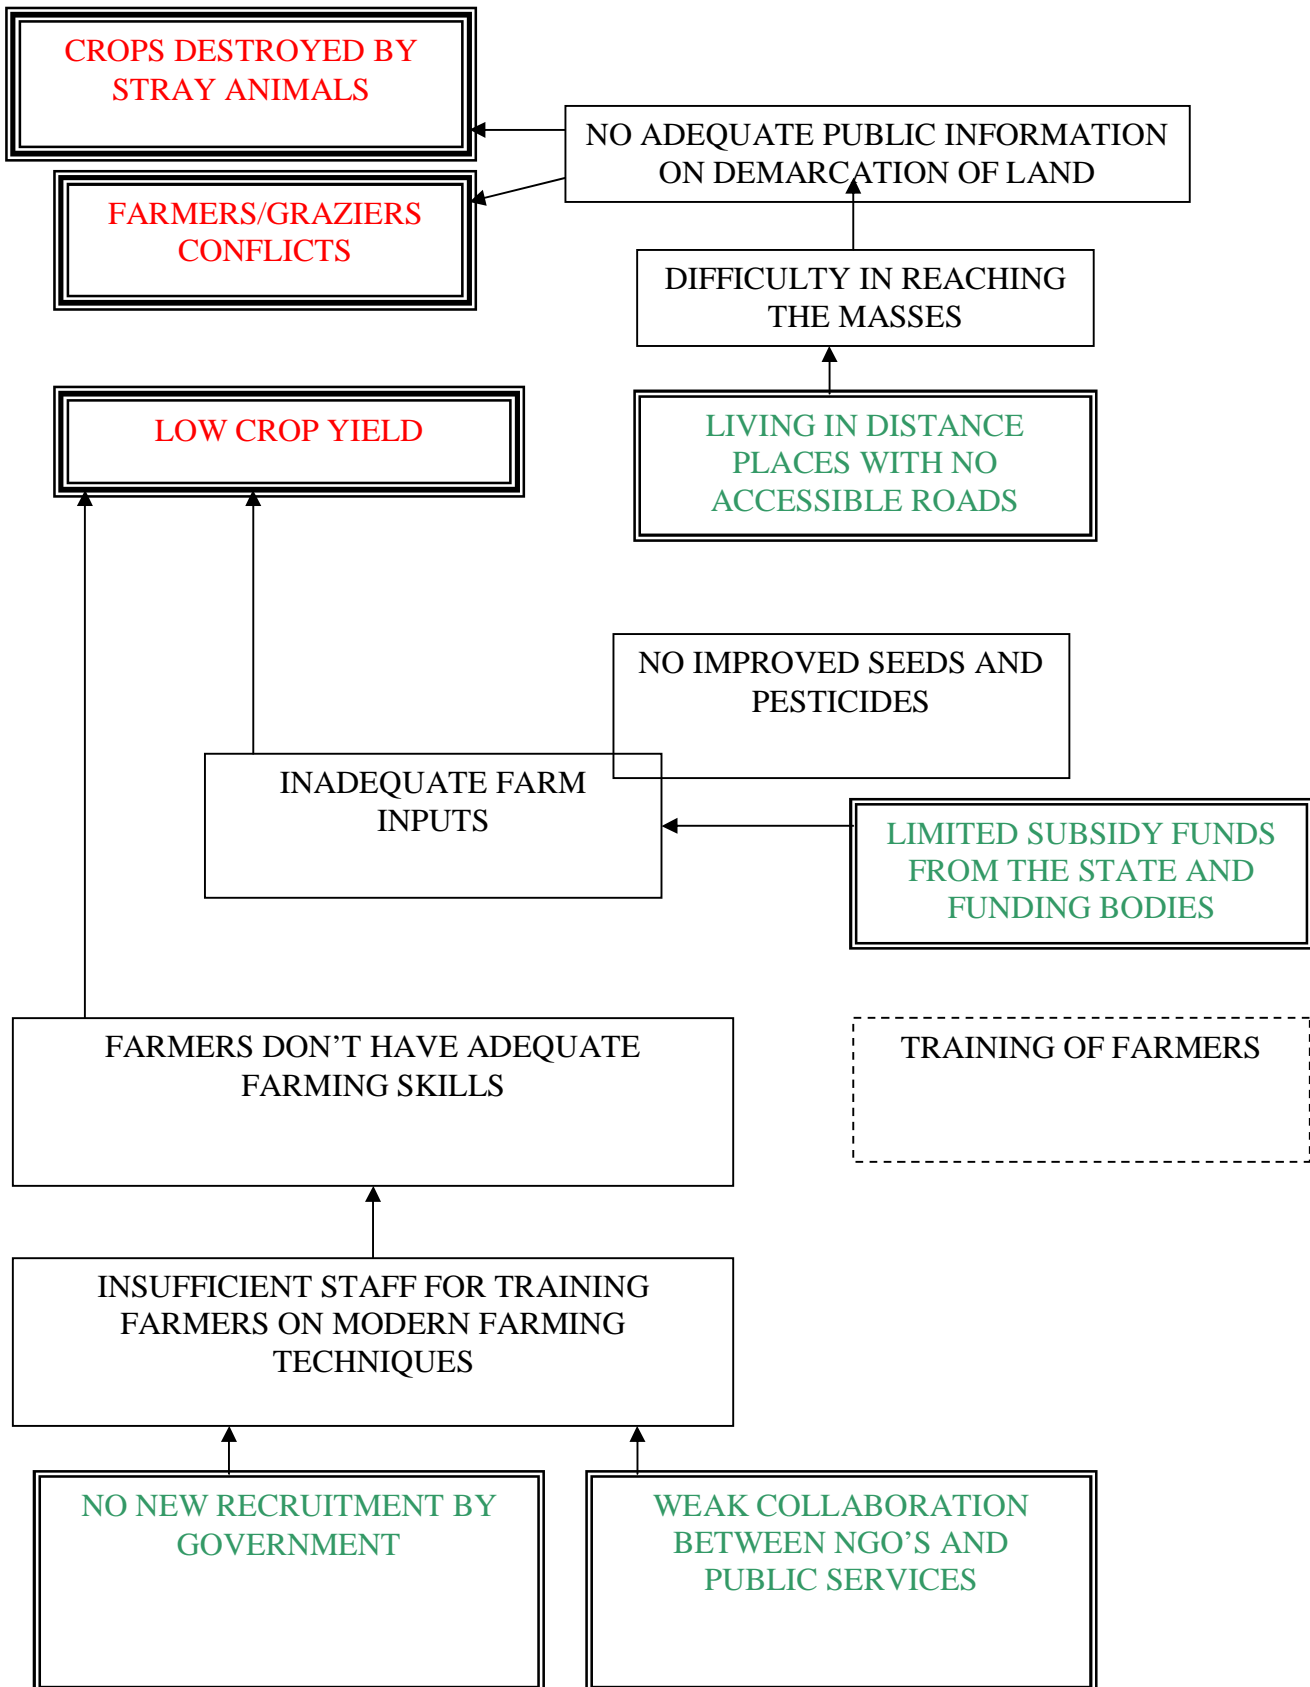 CROPS DESTROYED BY
STRAY ANIMALS
NO ADEQUATE PUBLIC INFORMATION
ON DEMARCATION OF LAND
FARMERS/GRAZIERS
CONFLICTS
DIFFICULTY IN REACHING
THE MASSES
LOW CROP YIELD
LIVING IN DISTANCE
PLACES WITH NO
ACCESSIBLE ROADS
NO IMPROVED SEEDS AND
PESTICIDES
INADEQUATE FARM
INPUTS
LIMITED SUBSIDY FUNDS
FROM THE STATE AND
FUNDING BODIES
FARMERS DON’T HAVE ADEQUATE
FARMING SKILLS
TRAINING OF FARMERS
INSUFFICIENT STAFF FOR TRAINING
FARMERS ON MODERN FARMING
TECHNIQUES
NO NEW RECRUITMENT BY
GOVERNMENT
WEAK COLLABORATION
BETWEEN NGO’S AND
PUBLIC SERVICES